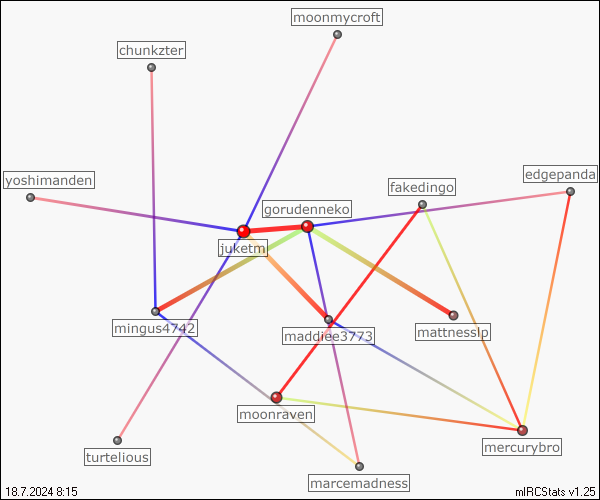 moonmycroft
chunkzter
edgepanda
yoshimanden
fakedingo
gorudenneko
juketm
mingus4742
maddiee3773
mattnesslp
moonraven
mercurybro
turtelious
marcemadness
18.7.2024 8:15
mIRCStats v1.25